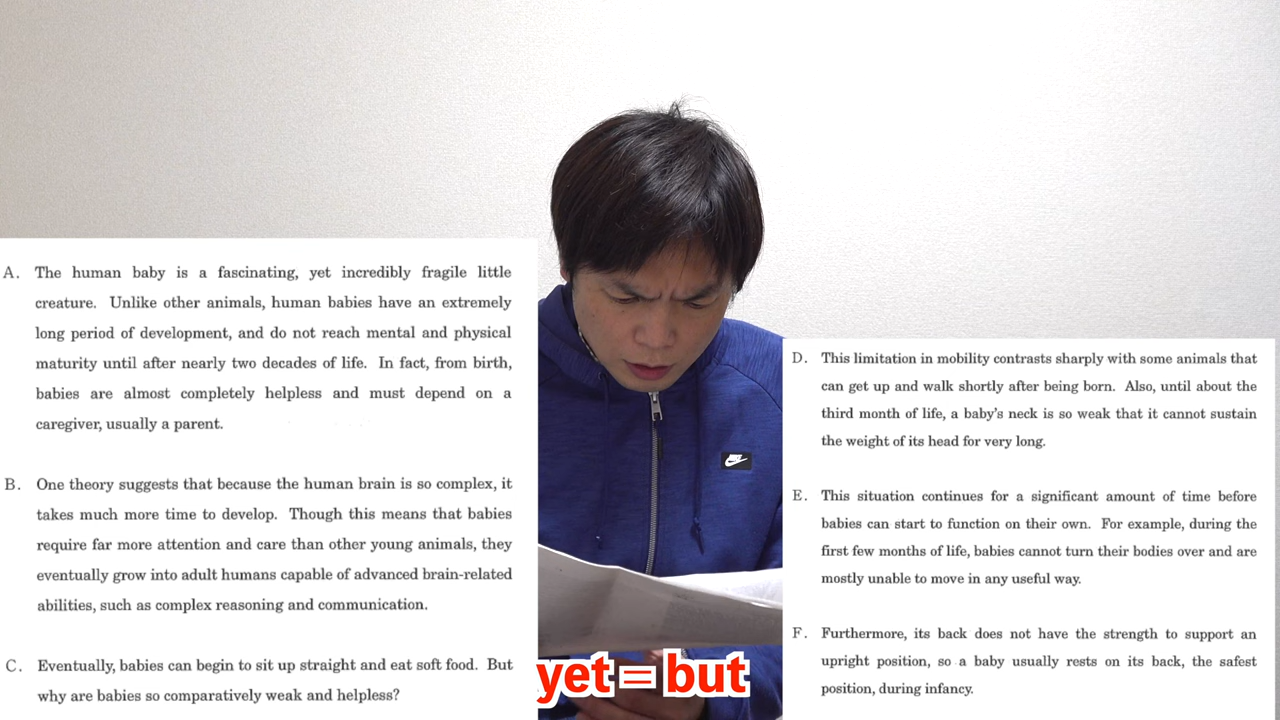 A. The human baby is a fascinating, yet incredibly fragile little
creature. Unlike other animals, human babies have an extremely
long period of development, and do not reach mental and physical
maturity until after nearly two decades of life. In fact, from birth,
babies are almost completely helpless and must depend on a
caregiver, usually a parent.
B. One theory suggests that because the human brain is so complex, it
takes much more time to develop. Though this means that babies
require far more attention and care than other young animals, they
eventually grow into adult humans capable of advanced brain-related
abilities, such as complex reasoning and communication.
C. Eventually, babies can begin to sit up straight and eat soft food. But
why are babies so comparatively weak and helpless?
D. This limitation in mobility contrasts sharply with some animals that
can get up and walk shortly after being born. Also, until about the
third month of life, a baby's neck is so weak that it cannot sustain
the weight of its head for very long.
E. This situation continues for a significant amount of time before
babies can start to function on their own. For example, during the
first few months of life, babies cannot turn their bodies over and are
mostly unable to move in any useful way.
F. Furthermore, its back does not have the strength to support an
upright position, so a baby usually rests on its back, the safest
position, during infancy.
NIKE
yet = but